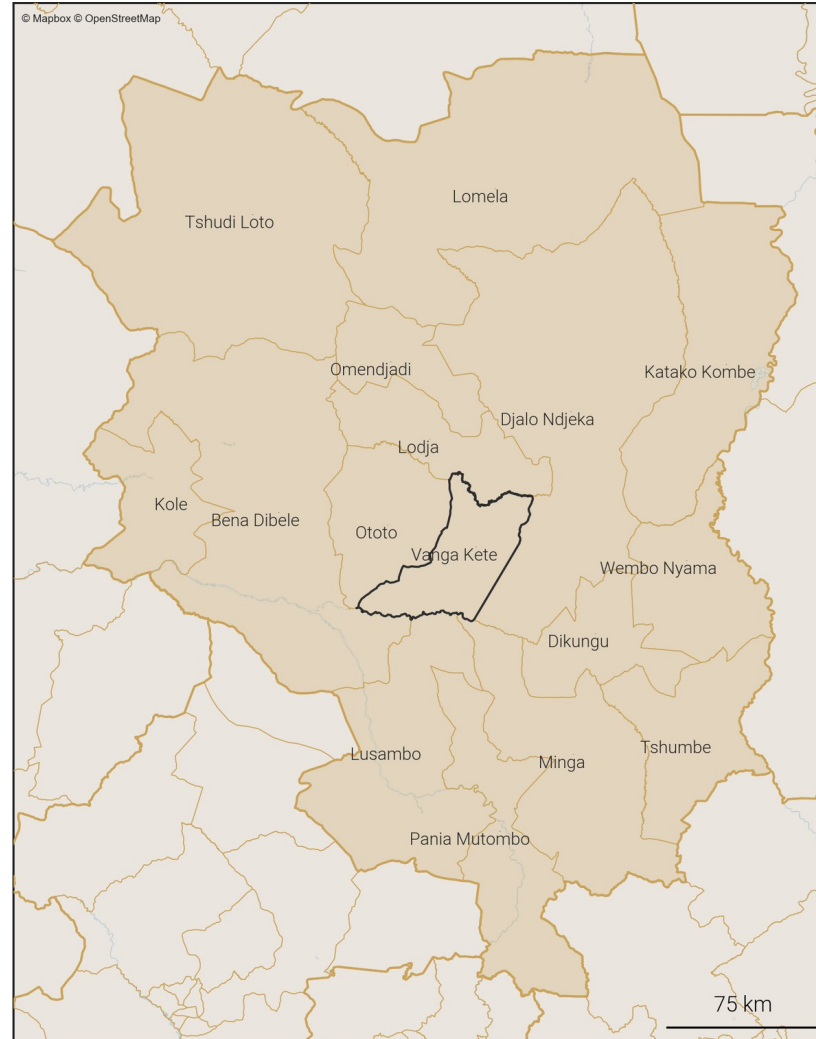 © Mapbox © OpenStreetMap
Lomela
Tshudi Loto
Omendjadi
Katako Kombe
Djalo Ndjeka
Lodja
Kole
Bena Dibele
Ototo
Vanga Kete
Wembo Nyama
Dikungu
Lusambo
Minga
Tshumbe
Pania Mutombo
75 km